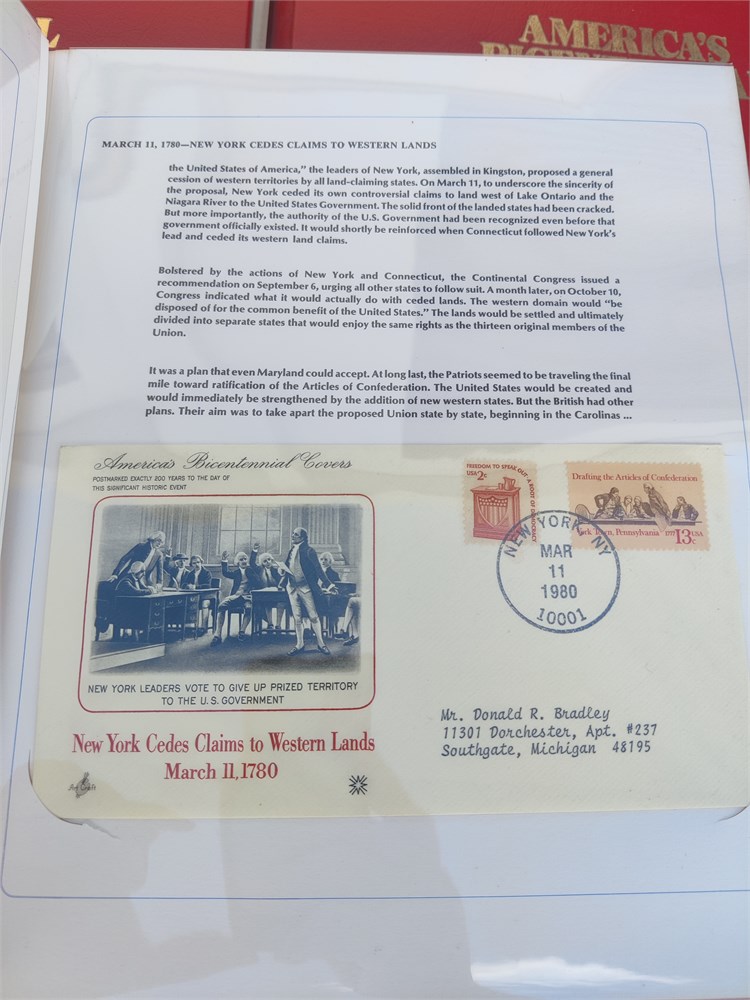 L
AMERICA'S
MARCH 11, 1780—NEW YORK CEDES CLAIMS TO WESTERN LANDS
the United States of America," the leaders of New York, assembled in Kingston, proposed a general
cession of western territories by all land-claiming states. On March 11, to underscore the sincerity of
the proposal, New York ceded its own controversial claims to land west of Lake Ontario and the
Niagara River to the United States Government. The solid front of the landed states had been cracked.
But more importantly, the authority of the U.S. Government had been recognized even before that
government officially existed. It would shortly be reinforced when Connecticut followed New York's
lead and ceded its western land claims.
Bolstered by the actions of New York and Connecticut, the Continental Congress issued a
recommendation on September 6, urging all other states to follow suit. A month later, on October 10,
Congress indicated what it would actually do with ceded lands. The western domain would "be
disposed of for the common benefit of the United States." The lands would be settled and ultimately
divided into separate states that would enjoy the same rights as the thirteen original members of the
Union.
It was a plan that even Maryland could accept. At long last, the Patriots seemed to be traveling the final
mile toward ratification of the Articles of Confederation. The United States would be created and
would immediately be strengthened by the addition of new western states. But the British had other
plans. Their aim was to take apart the proposed Union state by state, beginning in the Carolinas ...
America's Bicentennial Covers
POSTMARKED EXACTLY 200 YEARS TO THE DAY OF
THIS SIGNIFICANT HISTORIC EVENT
FREEDOM TO SPEAK OUT-A ROOT OF DEMOCRACY
USA 2c
Drafting the Articles of Confederation
York Town, Pennsylvania 1777 13c USA
NEW YORK, NY
MAR
11
1980
10001
NEW YORK LEADERS VOTE TO GIVE UP PRIZED TERRITORY
TO THE U.S. GOVERNMENT
New York Cedes Claims to Western Lands
March 11, 1780
Art Craft
Mr. Donald R. Bradley
11301 Dorchester, Apt. #237
Southgate, Michigan 48195